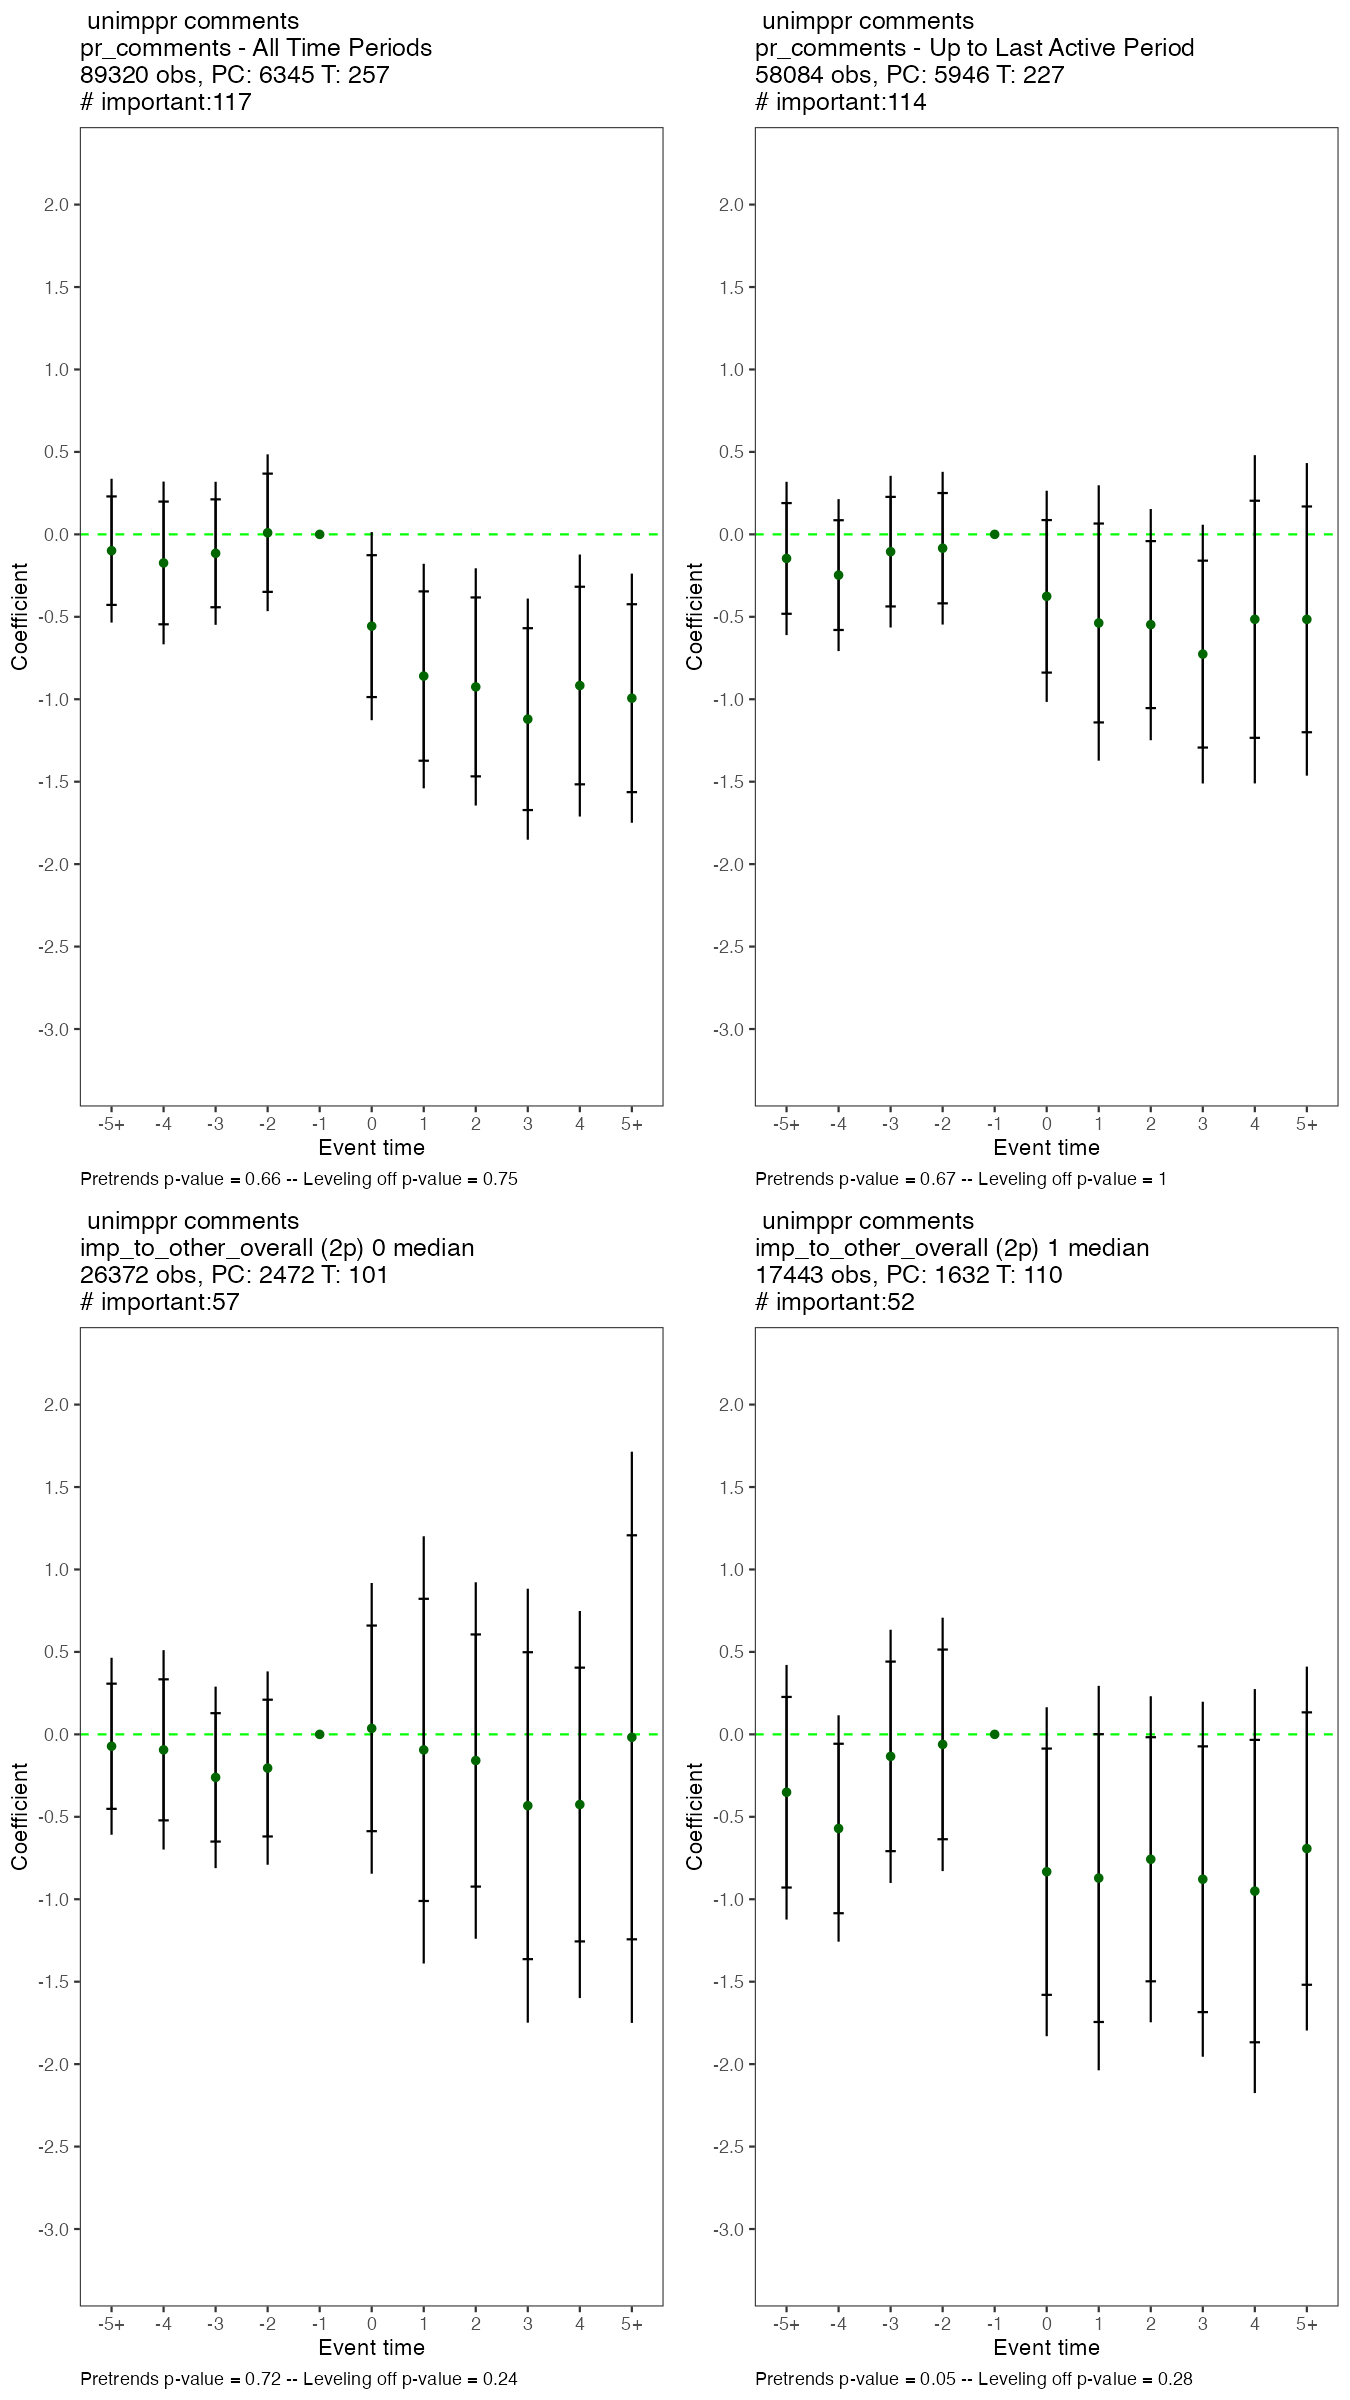 unimppr comments
pr_comments - All Time Periods
89320 obs, PC: 6345 T: 257
# important:117
2.0
1.5
1.0
0.5
0.0
-0.5
-1.0
-1.5
-2.0
-2.5
-3.0
Coefficient
-5+ -4 -3 -2 -1 0 1 2 3 4 5+
Event time
Pretrends p-value = 0.66 -- Leveling off p-value = 0.75
unimppr comments
pr_comments - Up to Last Active Period
58084 obs, PC: 5946 T: 227
# important:114
2.0
1.5
1.0
0.5
0.0
-0.5
-1.0
-1.5
-2.0
-2.5
-3.0
Coefficient
-5+ -4 -3 -2 -1 0 1 2 3 4 5+
Event time
Pretrends p-value = 0.67 -- Leveling off p-value = 1
unimppr comments
imp_to_other_overall (2p) 0 median
26372 obs, PC: 2472 T: 101
# important:57
2.0
1.5
1.0
0.5
0.0
-0.5
-1.0
-1.5
-2.0
-2.5
-3.0
Coefficient
-5+ -4 -3 -2 -1 0 1 2 3 4 5+
Event time
Pretrends p-value = 0.72 -- Leveling off p-value = 0.24
unimppr comments
imp_to_other_overall (2p) 1 median
17443 obs, PC: 1632 T: 110
# important:52
2.0
1.5
1.0
0.5
0.0
-0.5
-1.0
-1.5
-2.0
-2.5
-3.0
Coefficient
-5+ -4 -3 -2 -1 0 1 2 3 4 5+
Event time
Pretrends p-value = 0.05 -- Leveling off p-value = 0.28